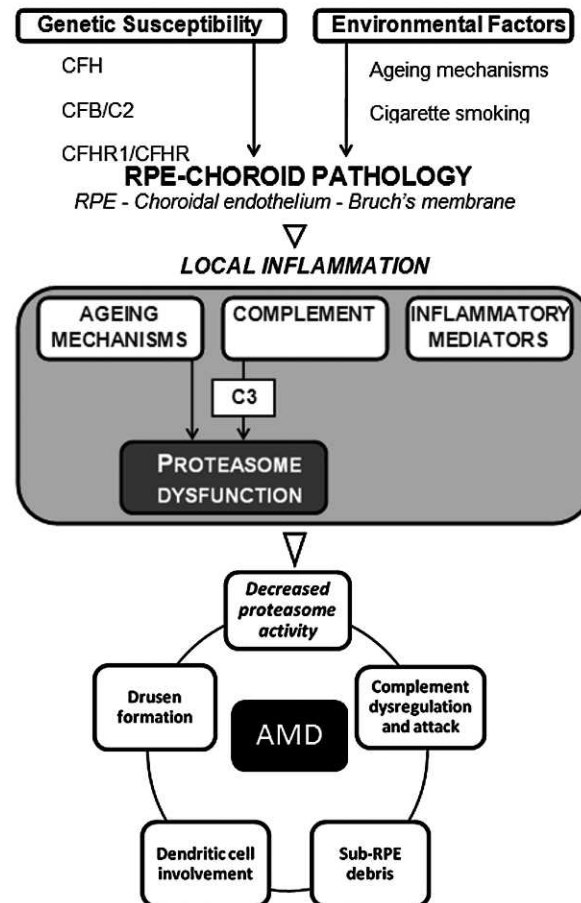 Genetic Susceptibility
Environmental Factors
CFH
CFB/C2
CFHR1/CFHR
Ageing mechanisms
Cigarette smoking
RPE-CHOROID PATHOLOGY
RPE - Choroidal endothelium - Bruch's membrane
LOCAL INFLAMMATION
AGEING
MECHANISMS
COMPLEMENT
INFLAMMATORY
MEDIATORS
C3
PROTEASOME
DYSFUNCTION
Decreased
proteasome
activity
Drusen
formation
Complement
dysregulation
and attack
AMD
Dendritic cell
involvement
Sub-RPE
debris